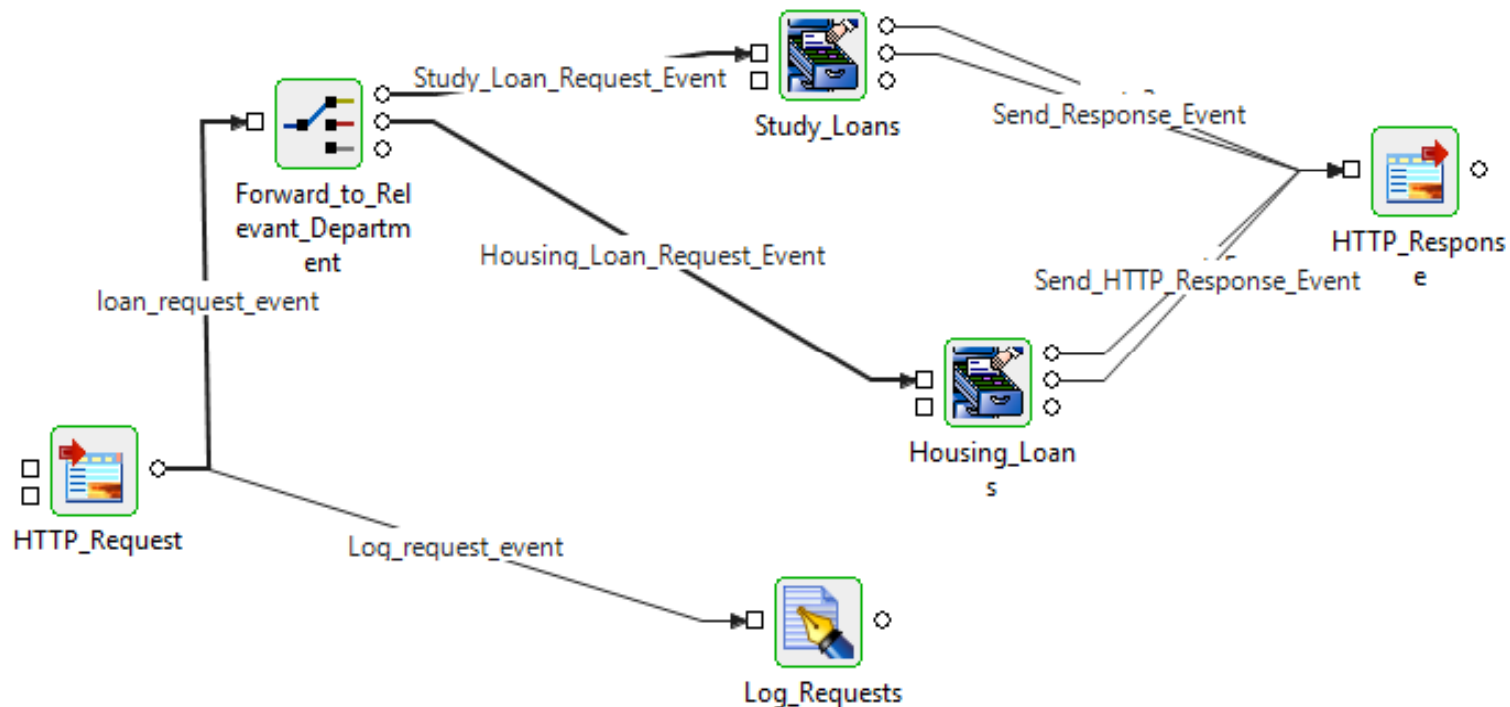 Study_Loan_Request_Event
Study_Loans
Send_Response_Event
Forward_to_Rel
evant_Departm
ent
HTTP_Respons
e
Housing_Loan_Request_Event
Send_HTTP_Response_Event
loan_request_event
Housing_Loan
s
HTTP_Request
Log_request_event
Log_Requests